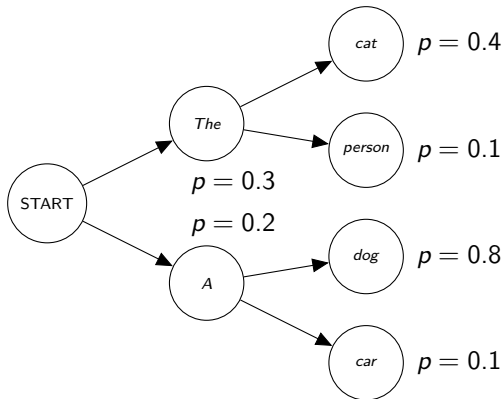 START
The
p = 0.3
p = 0.2
A
cat
p = 0.4
person
p = 0.1
dog
p = 0.8
car
p = 0.1